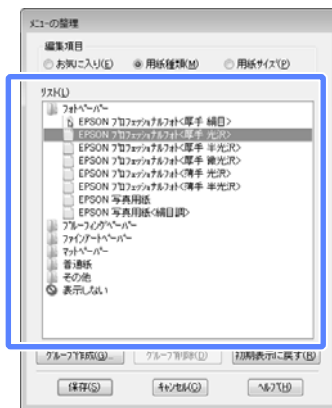 メニューの整理
編集項目
お気に入り(E) 用紙種類(M) 用紙サイズ(P)
リスト(L)
フォトペーパー
EPSON プロフェッショナルフォト<厚手 絹目>
EPSON プロフェッショナルフォト<厚手 光沢>
EPSON プロフェッショナルフォト<厚手 半光沢>
EPSON プロフェッショナルフォト<厚手 微光沢>
EPSON プロフェッショナルフォト<薄手 光沢>
EPSON プロフェッショナルフォト<薄手 半光沢>
EPSON 写真用紙
EPSON 写真用紙<絹目調>
プルーフィングペーパー
ファインアートペーパー
マットペーパー
普通紙
その他
表示しない
グループ作成(G)... グループ削除(D) 初期表示に戻す(R)
保存(S) キャンセル(C) ヘルプ(H)